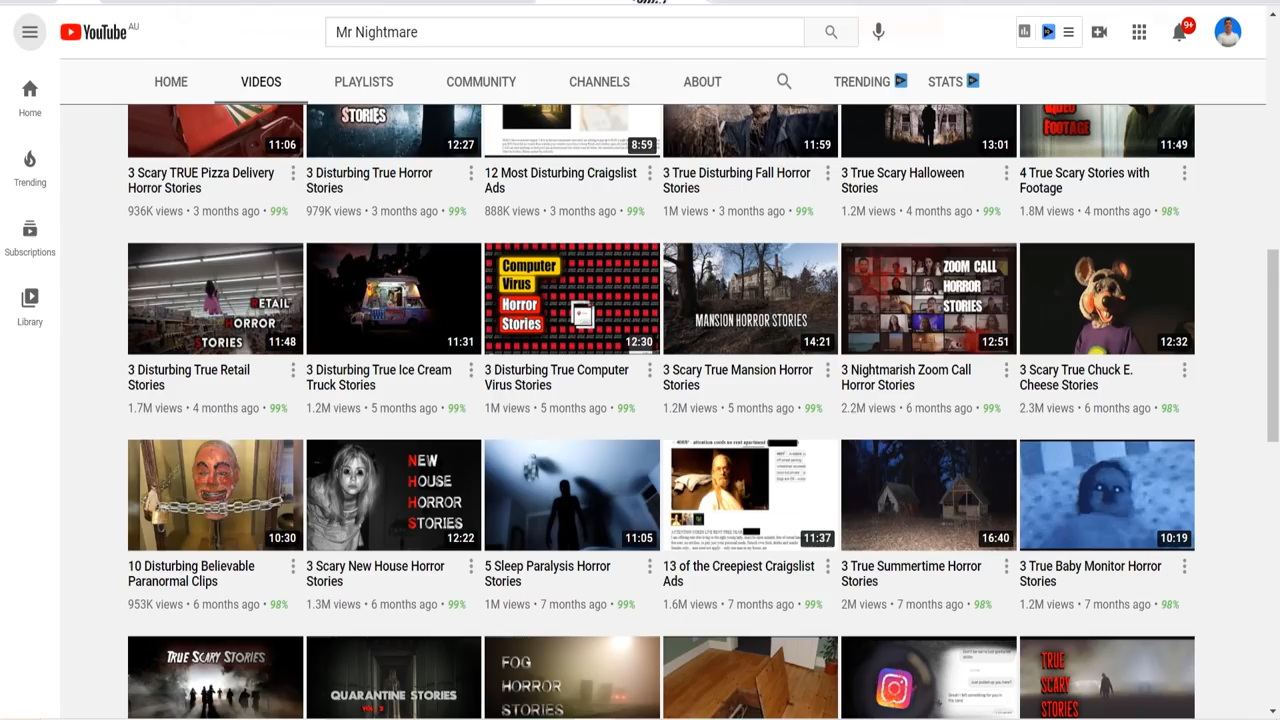 YouTube AU
Mr Nightmare
9+
HOME VIDEOS PLAYLISTS COMMUNITY CHANNELS ABOUT TRENDING STATS
Home
Trending
Subscriptions
Library
STORIES
VIDEO
FOOTAGE
11:06 12:27 8:59 11:59 13:01 11:49
3 Scary TRUE Pizza Delivery
Horror Stories
936K views • 3 months ago • 99%
3 Disturbing True Horror
Stories
979K views • 3 months ago • 99%
12 Most Disturbing Craigslist
Ads
888K views • 3 months ago • 99%
3 True Disturbing Fall Horror
Stories
1M views • 3 months ago • 99%
3 True Scary Halloween
Stories
1.2M views • 4 months ago • 99%
4 True Scary Stories with
Footage
1.8M views • 4 months ago • 98%
RETAIL
HORROR
STORIES
11:48
11:31
Computer
Virus
Horror
Stories
12:30
MANSION HORROR STORIES
14:21
ZOOM CALL
HORROR
STORIES
12:51
12:32
3 Disturbing True Retail
Stories
1.7M views • 4 months ago • 99%
3 Disturbing True Ice Cream
Truck Stories
1.2M views • 5 months ago • 99%
3 Disturbing True Computer
Virus Stories
1M views • 5 months ago • 99%
3 Scary True Mansion Horror
Stories
1.2M views • 5 months ago • 99%
3 Nightmarish Zoom Call
Horror Stories
2.2M views • 6 months ago • 99%
3 Scary True Chuck E.
Cheese Stories
2.3M views • 6 months ago • 98%
10:30
NEW
HOUSE
HORROR
STORIES
12:22
11:05
11:37
16:40
10:19
10 Disturbing Believable
Paranormal Clips
953K views • 6 months ago • 98%
3 Scary New House Horror
Stories
1.3M views • 6 months ago • 99%
5 Sleep Paralysis Horror
Stories
1M views • 7 months ago • 99%
13 of the Creepiest Craigslist
Ads
1.6M views • 7 months ago • 99%
3 True Summertime Horror
Stories
2M views • 7 months ago • 98%
3 True Baby Monitor Horror
Stories
1.2M views • 7 months ago • 98%
TRUE SCARY STORIES
QUARANTINE STORIES
FOG
HORROR
STORIES
TRUE
SCARY
STORIES